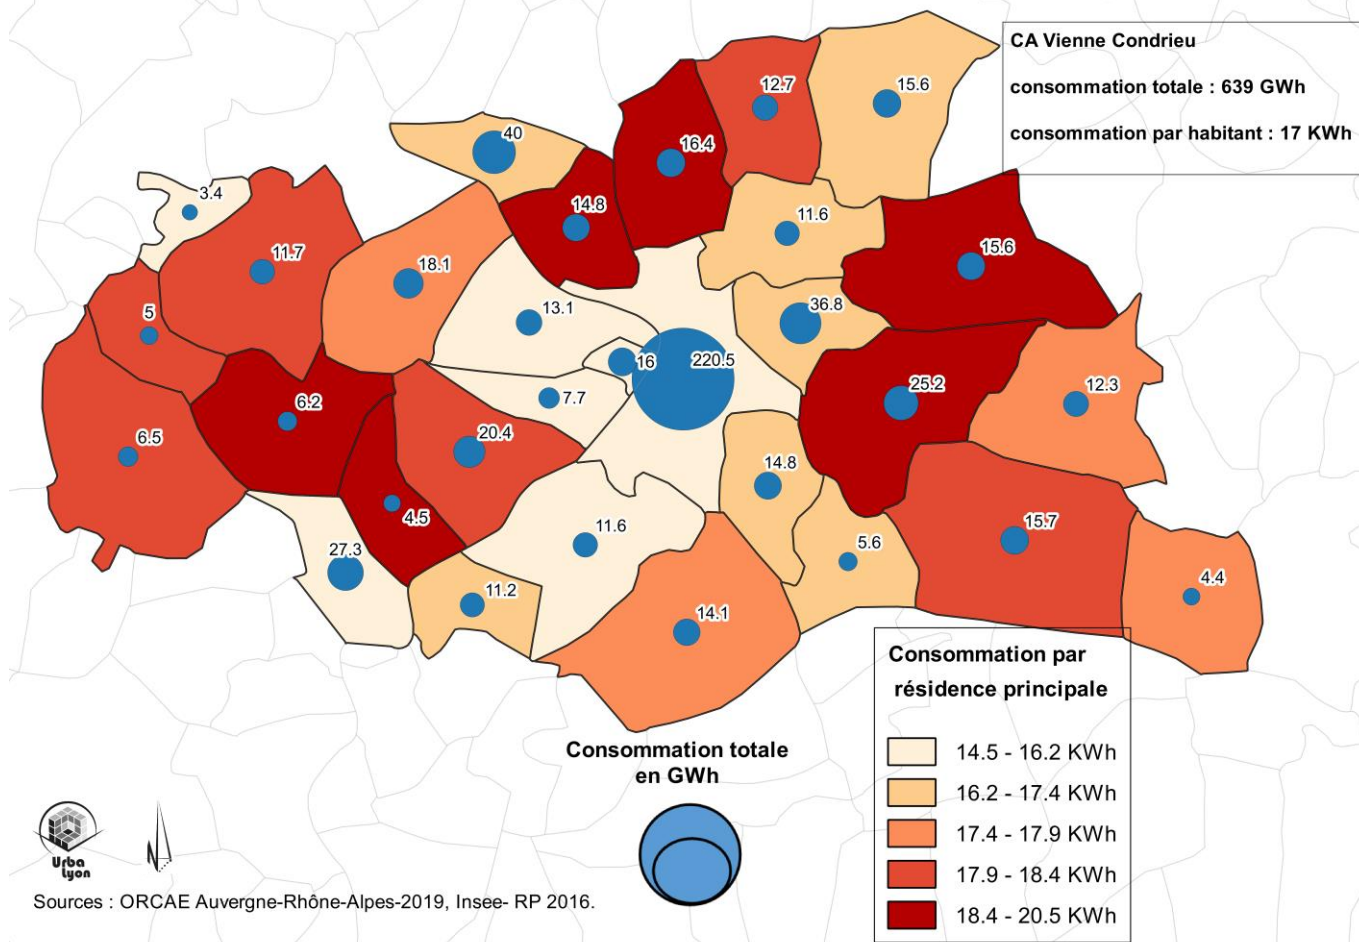 CA Vienne Condrieu
consommation totale : 639 GWh
consommation par habitant : 17 KWh
12.7
15.6
40
16.4
3.4
14.8
11.6
11.7
18.1
15.6
5
13.1
36.8
16
220.5
6.2
7.7
25.2
12.3
6.5
20.4
14.8
4.5
11.6
15.7
27.3
5.6
11.2
14.1
4.4
Consommation par
résidence principale
14.5 - 16.2 KWh
16.2 - 17.4 KWh
17.4 - 17.9 KWh
17.9 - 18.4 KWh
18.4 - 20.5 KWh
Consommation totale
en GWh
Urba
Lyon
N
Sources : ORCAE Auvergne-Rhône-Alpes-2019, Insee- RP 2016.